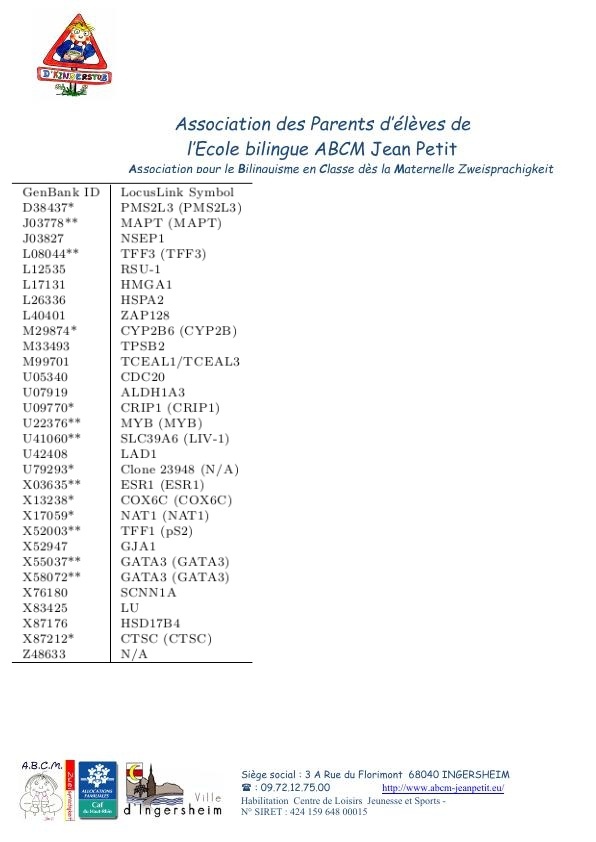 D'KINDERSTUB
Association des Parents d'élèves de
l'Ecole bilingue ABCM Jean Petit
Association pour le Bilinguisme en Classe dès la Maternelle Zweisprachigkeit
GenBank ID LocusLink Symbol
D38437* PMS2L3 (PMS2L3)
J03778** MAPT (MAPT)
J03827 NSEP1
L08044** TFF3 (TFF3)
L12535 RSU-1
L17131 HMGA1
L26336 HSPA2
L40401 ZAP128
M29874* CYP2B6 (CYP2B)
M33493 TPSB2
M99701 TCEAL1/TCEAL3
U05340 CDC20
U07919 ALDH1A3
U09770* CRIP1 (CRIP1)
U22376** MYB (MYB)
U41060** SLC39A6 (LIV-1)
U42408 LAD1
U79293* Clone 23948 (N/A)
X03635** ESR1 (ESR1)
X13238* COX6C (COX6C)
X17059* NAT1 (NAT1)
X52003** TFF1 (pS2)
X52947 GJA1
X55037** GATA3 (GATA3)
X58072** GATA3 (GATA3)
X76180 SCNN1A
X83425 LU
X87176 HSD17B4
X87212* CTSC (CTSC)
Z48633 N/A
A.B.C.M.
ALLOCATIONS
FAMILIALES
Caf
du Haut-Rhin
Ville
d'Ingersheim
Siège social : 3 A Rue du Florimont 68040 INGERSHEIM
☎ : 09.72.12.75.00 http://www.abcm-jeanpetit.eu/
Habilitation Centre de Loisirs Jeunesse et Sports -
N° SIRET : 424 159 648 00015